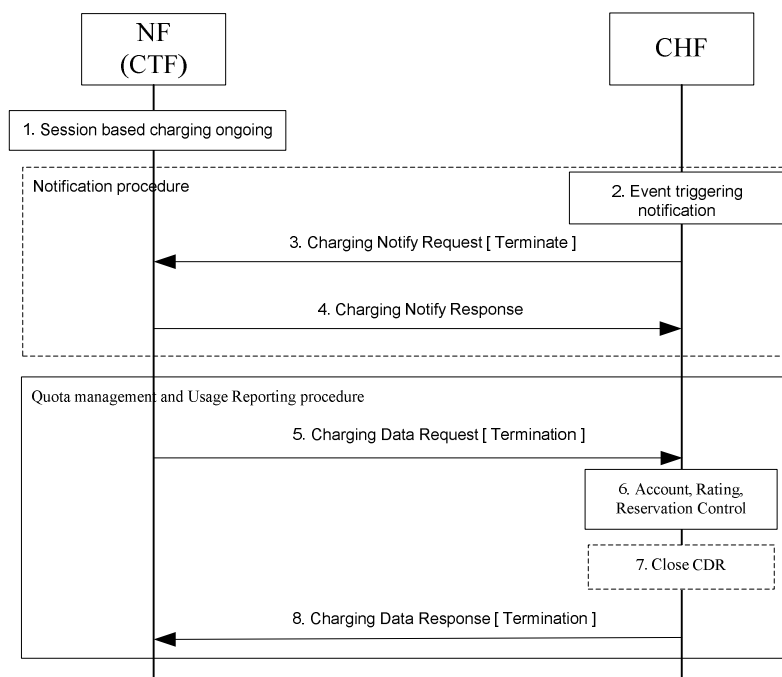 NF
(CTF)
CHF
1. Session based charging ongoing
Notification procedure
2. Event triggering
notification
3. Charging Notify Request [ Terminate ]
4. Charging Notify Response
Quota management and Usage Reporting procedure
5. Charging Data Request [ Termination ]
6. Account, Rating,
Reservation Control
7. Close CDR
8. Charging Data Response [ Termination ]